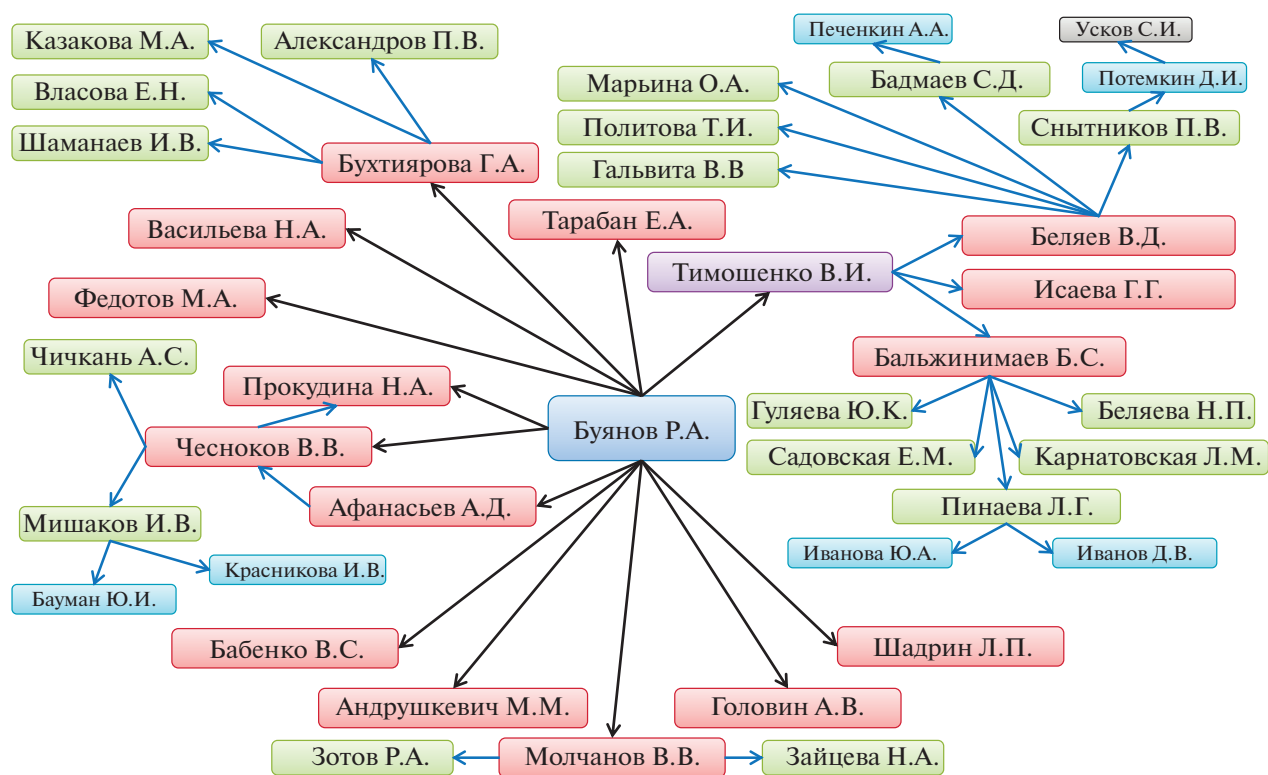 Казакова М.А.
Александров П.В.
Печенкин А.А.
Усков С.И.
Власова Е.Н.
Марьина О.А.
Бадмаев С.Д.
Потемкин Д.И.
Шаманаев И.В.
Политова Т.И.
Снытников П.В.
Бухтиярова Г.А.
Гальвита В.В
Васильева Н.А.
Тарабан Е.А.
Беляев В.Д.
Тимошенко В.И.
Федотов М.А.
Исаева Г.Г.
Чичкань А.С.
Бальжинимаев Б.С.
Прокудина Н.А.
Гуляева Ю.К.
Беляева Н.П.
Буянов Р.А.
Чесноков В.В.
Садовская Е.М.
Карнатовская Л.М.
Афанасьев А.Д.
Пинаева Л.Г.
Мишаков И.В.
Иванова Ю.А.
Иванов Д.В.
Красникова И.В.
Бауман Ю.И.
Бабенко В.С.
Шадрин Л.П.
Андрушкевич М.М.
Головин А.В.
Зотов Р.А.
Молчанов В.В.
Зайцева Н.А.